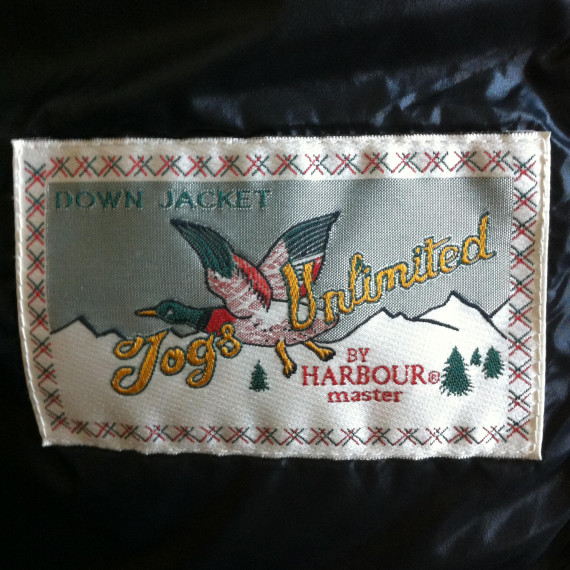 DOWN JACKET
Jogs Unlimited
BY
HARBOUR®
master